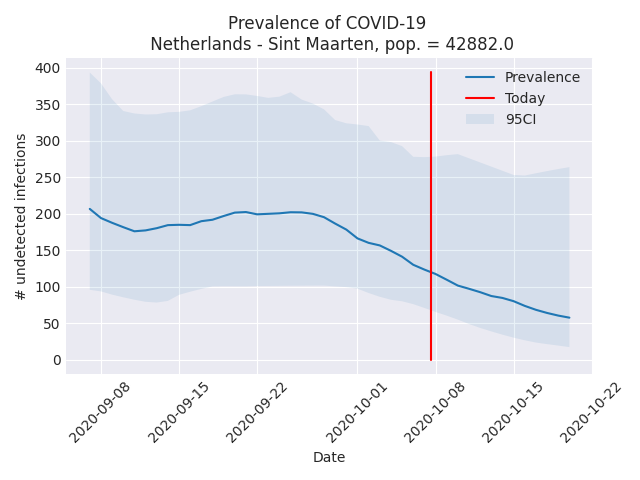 Prevalence of COVID-19
Netherlands - Sint Maarten, pop. = 42882.0
400
350
300
250
200
150
100
50
0
# undetected infections
Prevalence
Today
95CI
2020-09-08
2020-09-15
2020-09-22
2020-10-01
2020-10-08
2020-10-15
2020-10-22
Date